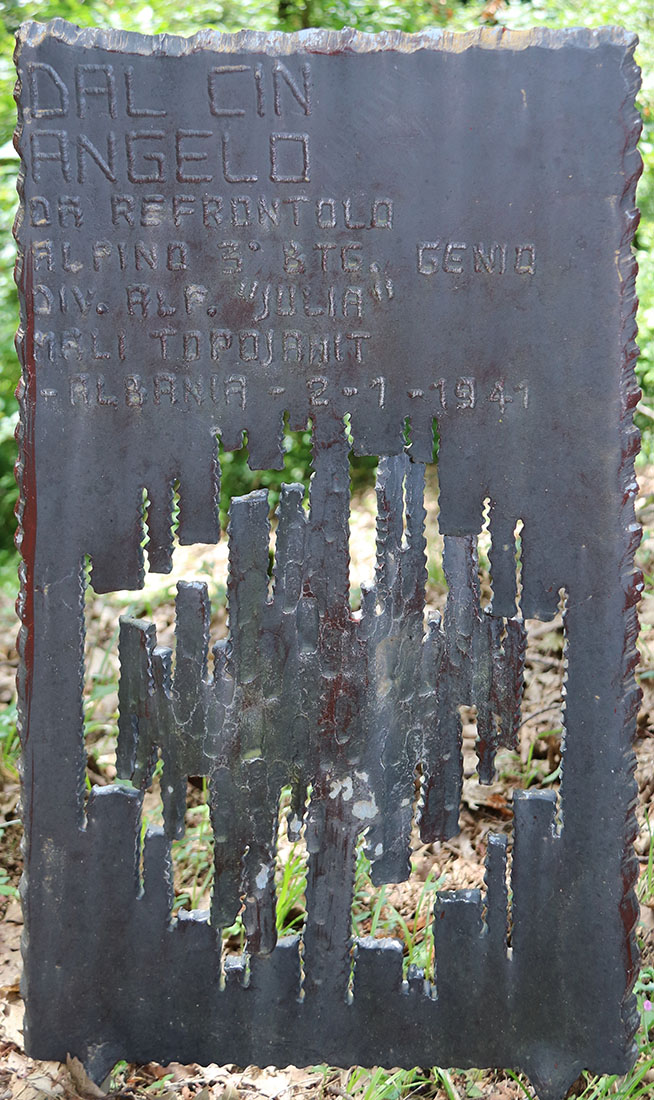 DAL CIN
ANGELO
DA REFRONTOLO
ALPINO 3° BTG. GENIO
DIV. ALP. "JULIA"
MALI TOPOJANIT
- ALBANIA - 2-1-1941